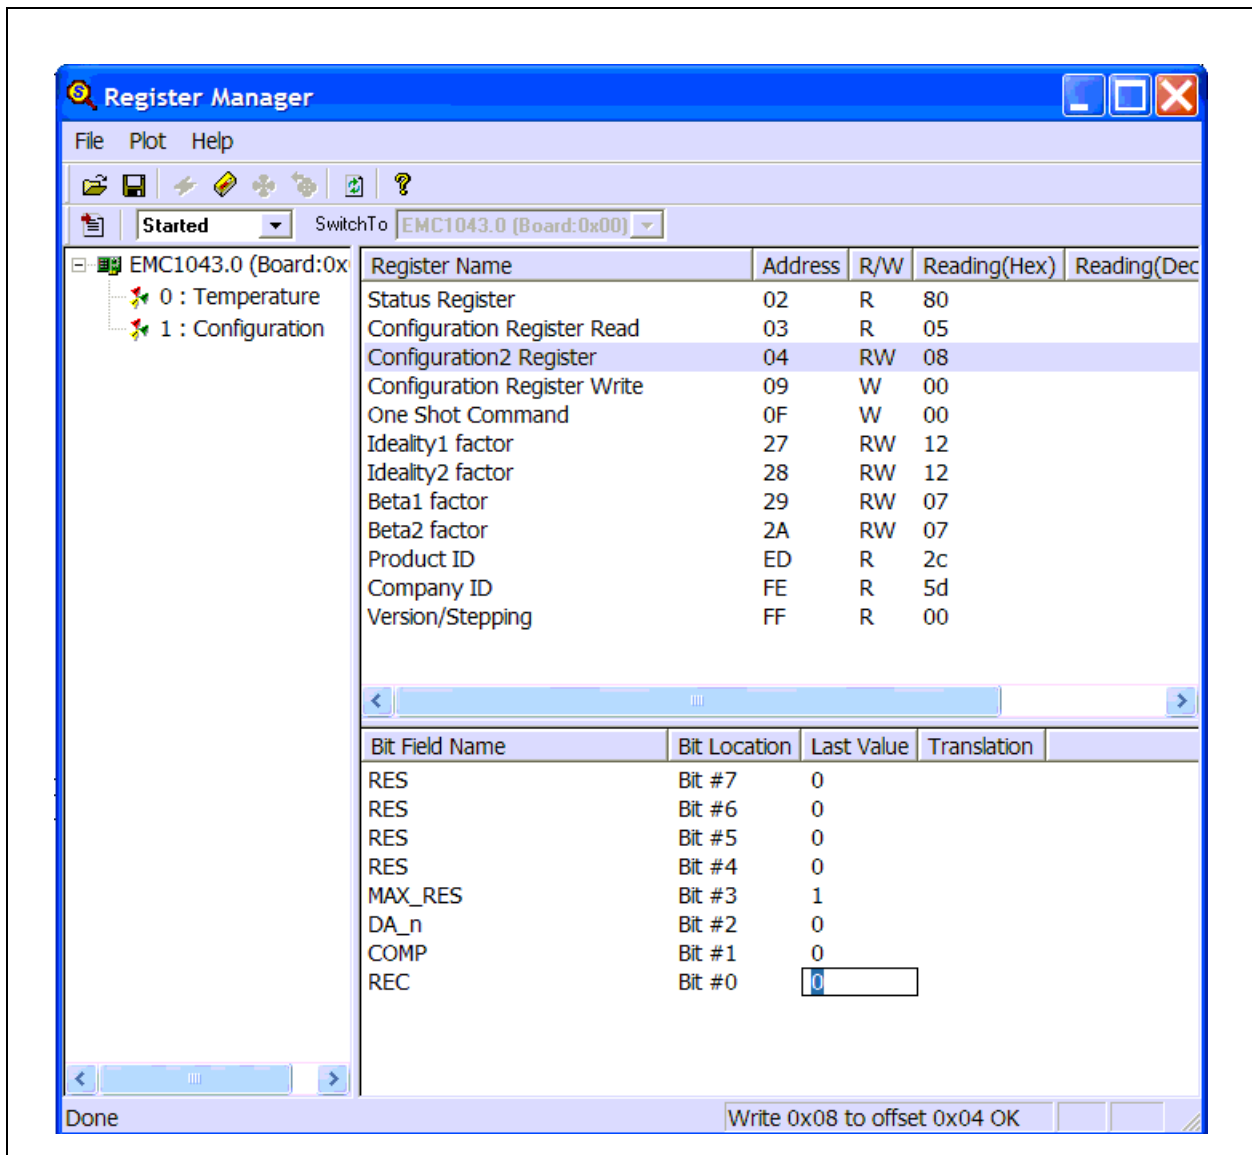 Register Manager
File Plot Help
Started SwitchTo EMC1043.0 (Board:0x00)
EMC1043.0 (Board:0x
0 : Temperature
1 : Configuration
Register Name Address R/W Reading(Hex) Reading(Dec
Status Register 02 R 80
Configuration Register Read 03 R 05
Configuration2 Register 04 RW 08
Configuration Register Write 09 W 00
One Shot Command 0F W 00
Ideality1 factor 27 RW 12
Ideality2 factor 28 RW 12
Beta1 factor 29 RW 07
Beta2 factor 2A RW 07
Product ID ED R 2c
Company ID FE R 5d
Version/Stepping FF R 00
Bit Field Name Bit Location Last Value Translation
RES Bit #7 0
RES Bit #6 0
RES Bit #5 0
RES Bit #4 0
MAX_RES Bit #3 1
DA_n Bit #2 0
COMP Bit #1 0
REC Bit #0 0
Done Write 0x08 to offset 0x04 OK